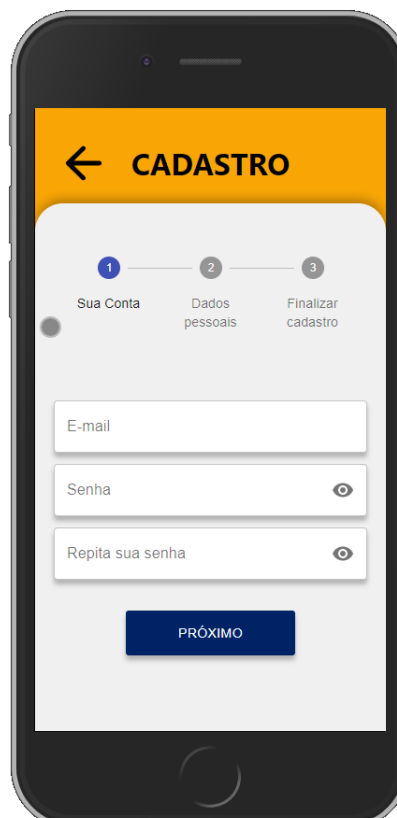 CADASTRO
1 2 3
Sua Conta Dados pessoais Finalizar cadastro
E-mail
Senha
Repita sua senha
PRÓXIMO